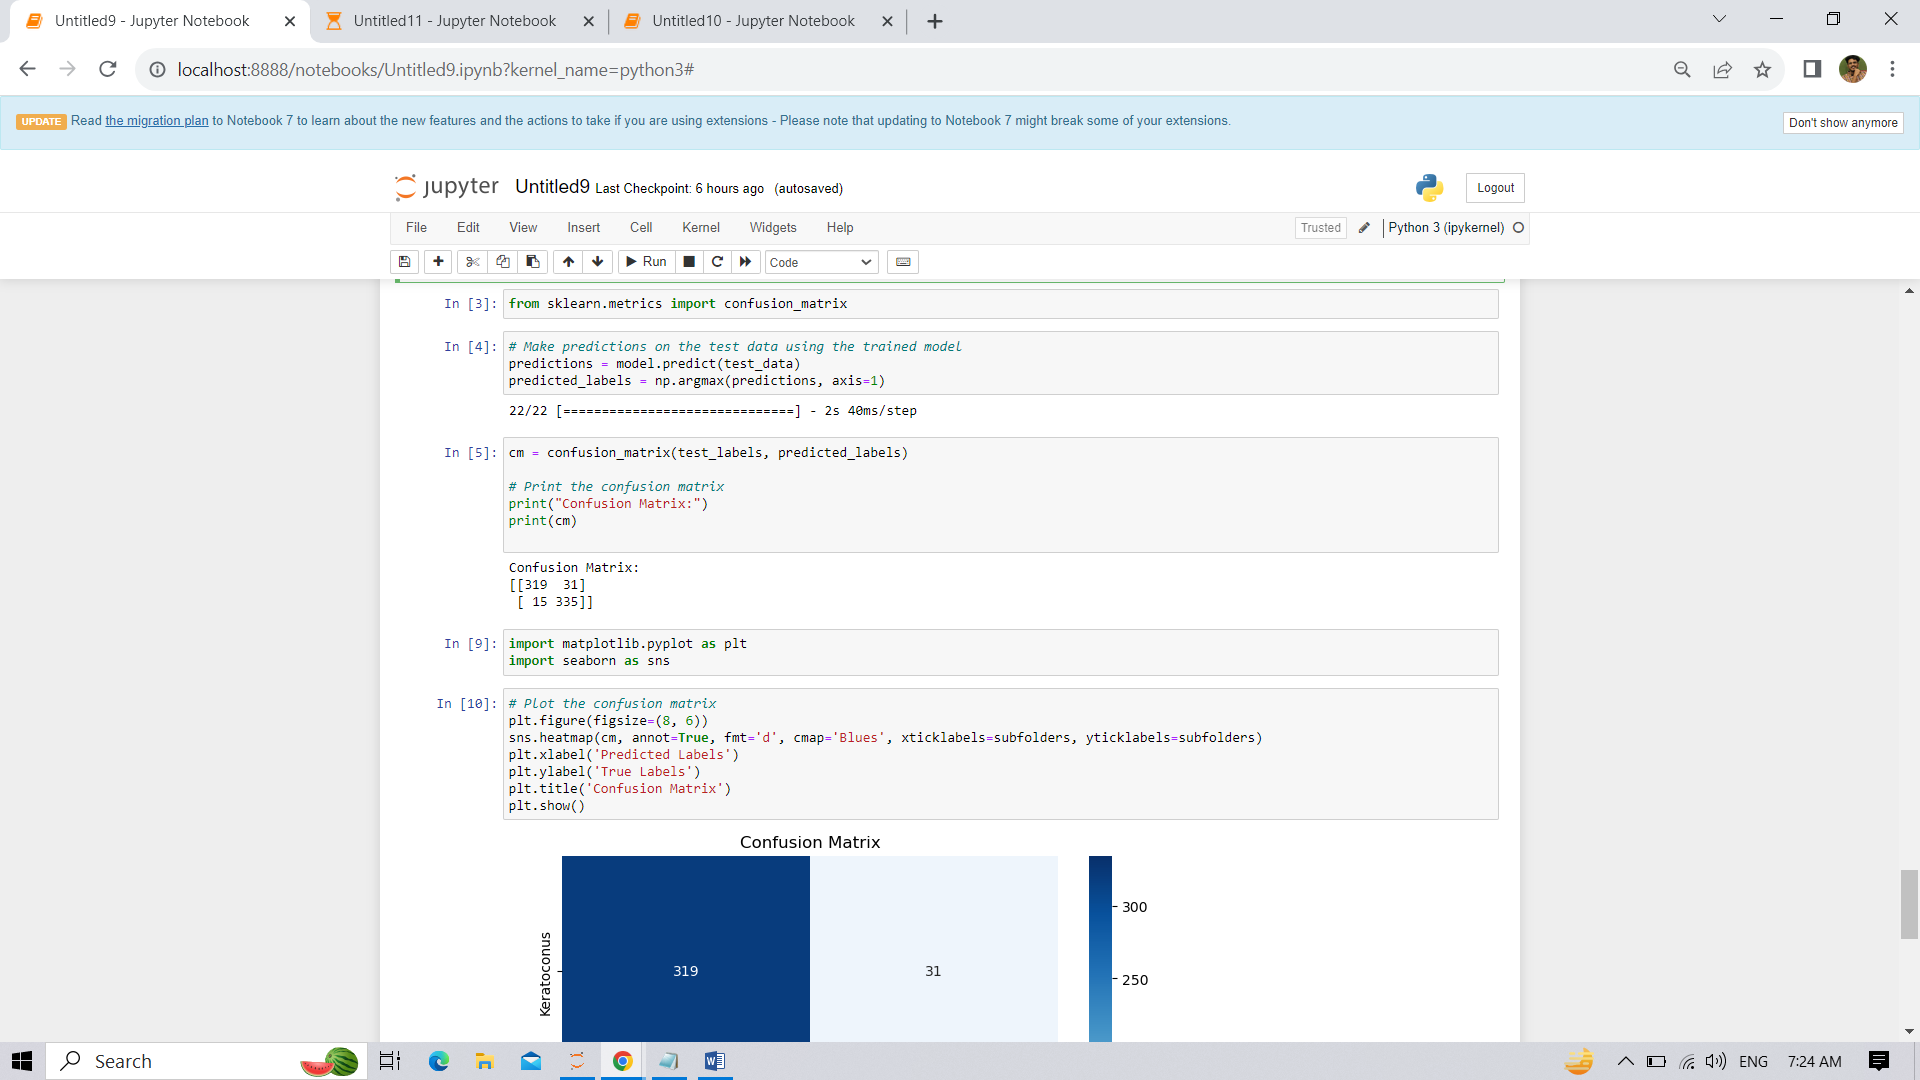 Untitled9 - Jupyter Notebook
Untitled11 - Jupyter Notebook
Untitled10 - Jupyter Notebook
localhost:8888/notebooks/Untitled9.ipynb?kernel_name=python3#
UPDATE Read the migration plan to Notebook 7 to learn about the new features and the actions to take if you are using extensions - Please note that updating to Notebook 7 might break some of your extensions.
Don't show anymore
jupyter Untitled9 Last Checkpoint: 6 hours ago (autosaved)
Logout
File Edit View Insert Cell Kernel Widgets Help
Trusted
Python 3 (ipykernel)
Run
Code
In [3]: from sklearn.metrics import confusion_matrix
In [4]: # Make predictions on the test data using the trained model
predictions = model.predict(test_data)
predicted_labels = np.argmax(predictions, axis=1)
22/22 [==============================] - 2s 40ms/step
In [5]: cm = confusion_matrix(test_labels, predicted_labels)
# Print the confusion matrix
print("Confusion Matrix:")
print(cm)
Confusion Matrix:
[[319  31]
 [ 15 335]]
In [9]: import matplotlib.pyplot as plt
import seaborn as sns
In [10]: # Plot the confusion matrix
plt.figure(figsize=(8, 6))
sns.heatmap(cm, annot=True, fmt='d', cmap='Blues', xticklabels=subfolders, yticklabels=subfolders)
plt.xlabel('Predicted Labels')
plt.ylabel('True Labels')
plt.title('Confusion Matrix')
plt.show()
Confusion Matrix
300
Keratoconus
319
31
250
Search
ENG
7:24 AM